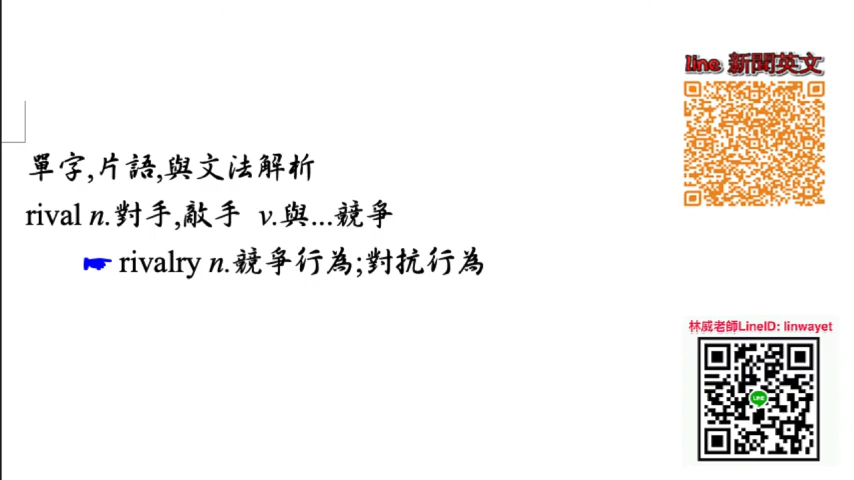 line 新聞英文
單字,片語,與文法解析
rival n.對手,敵手 v.與...競爭
rivalry n.競爭行為;對抗行為
林威老師LineID: linwayet
LINE